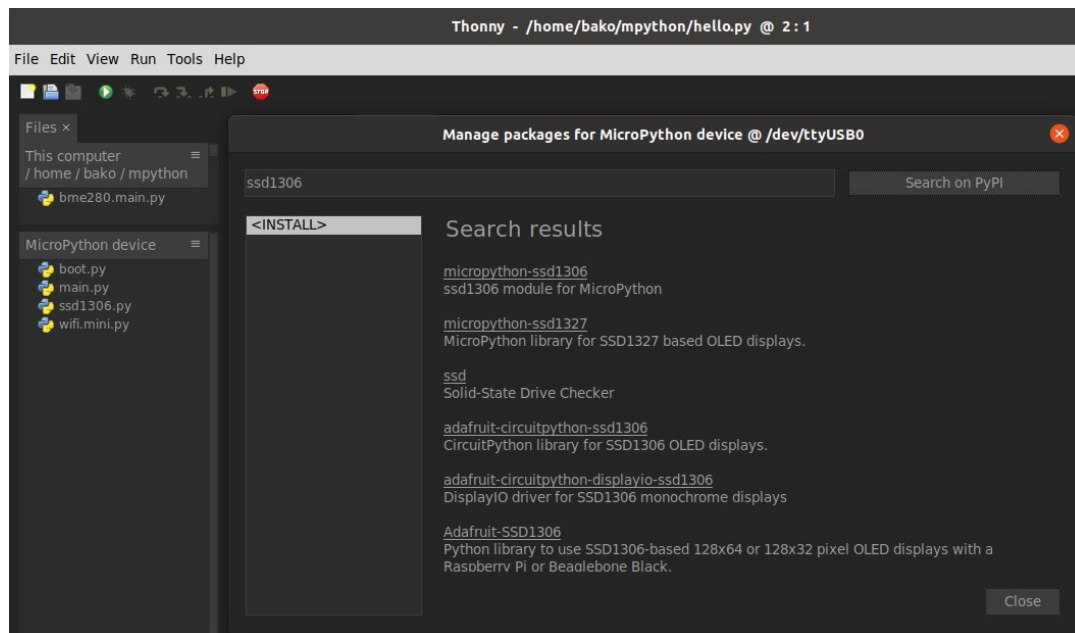 Thonny - /home/bako/mpython/hello.py @ 2:1
File Edit View Run Tools Help
STOP
Files ×
This computer
/ home / bako / mpython
bme280.main.py
MicroPython device
boot.py
main.py
ssd1306.py
wifi.mini.py
Manage packages for MicroPython device @ /dev/ttyUSB0
ssd1306
Search on PyPI
<INSTALL>
Search results
micropython-ssd1306
ssd1306 module for MicroPython
micropython-ssd1327
MicroPython library for SSD1327 based OLED displays.
ssd
Solid-State Drive Checker
adafruit-circuitpython-ssd1306
CircuitPython library for SSD1306 OLED displays.
adafruit-circuitpython-displayio-ssd1306
DisplayIO driver for SSD1306 monochrome displays
Adafruit-SSD1306
Python library to use SSD1306-based 128x64 or 128x32 pixel OLED displays with a
Raspberry Pi or Beaglebone Black.
Close